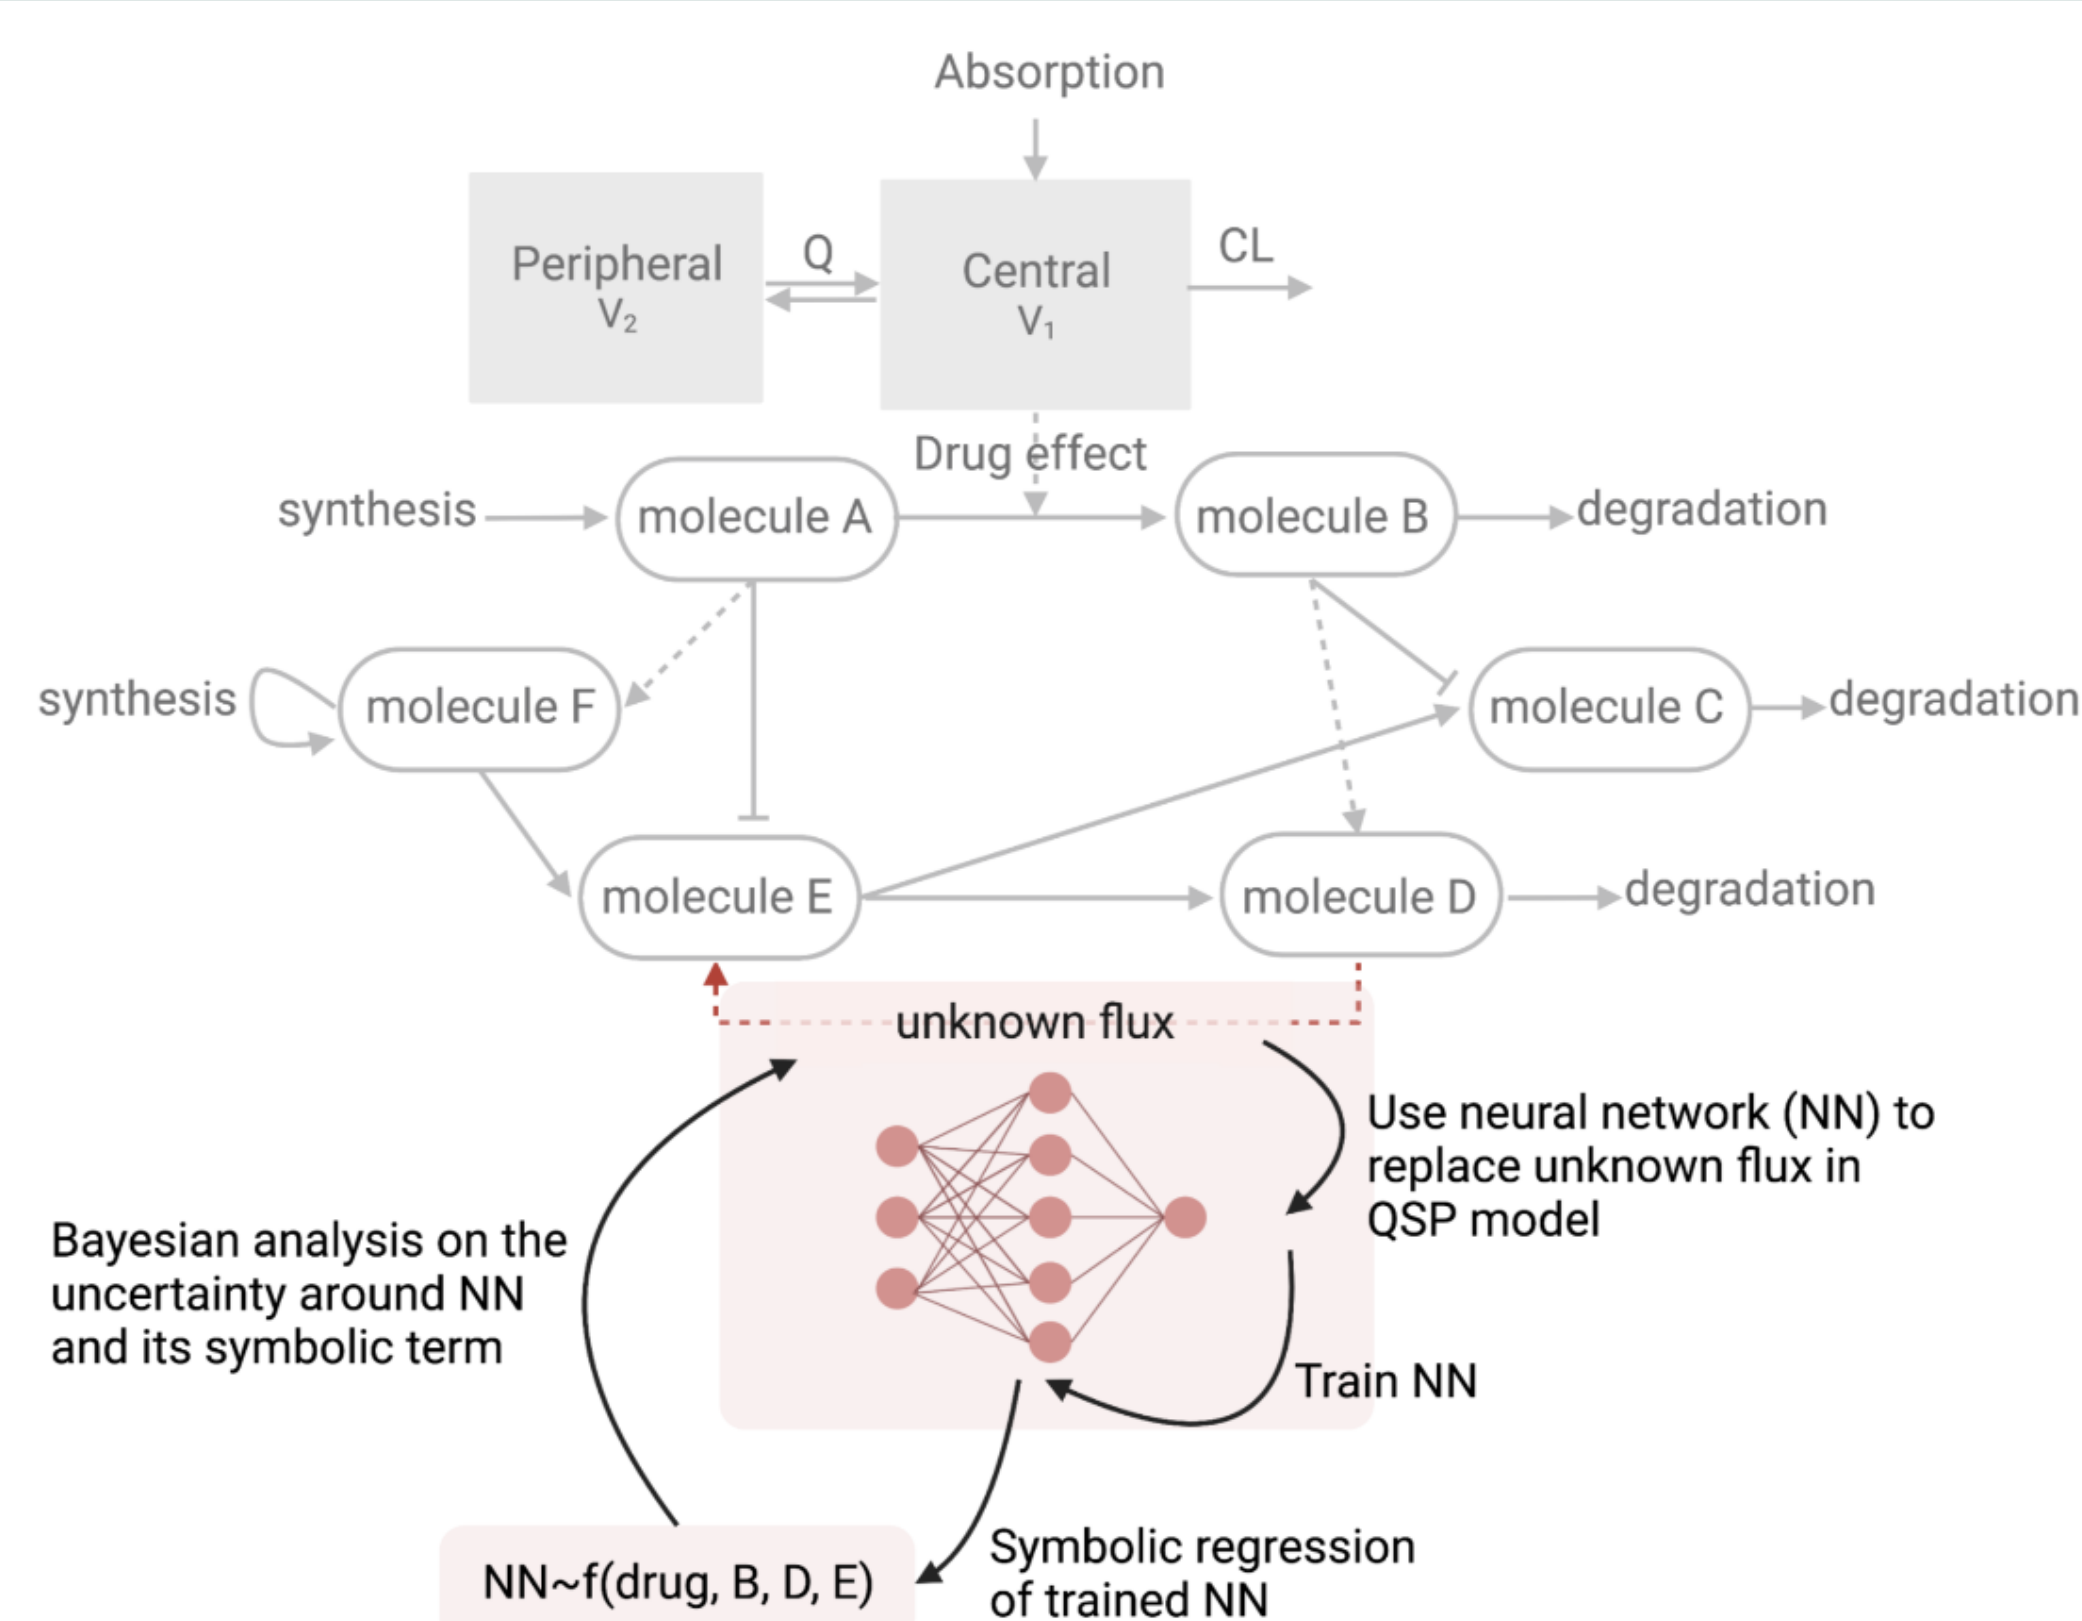 Absorption
Peripheral
V₂
Q
Central
V₁
CL
Drug effect
synthesis
molecule A
molecule B
degradation
synthesis
molecule F
molecule C
degradation
molecule E
molecule D
degradation
unknown flux
Use neural network (NN) to
replace unknown flux in
QSP model
Bayesian analysis on the
uncertainty around NN
and its symbolic term
Train NN
NN~f(drug, B, D, E)
Symbolic regression
of trained NN